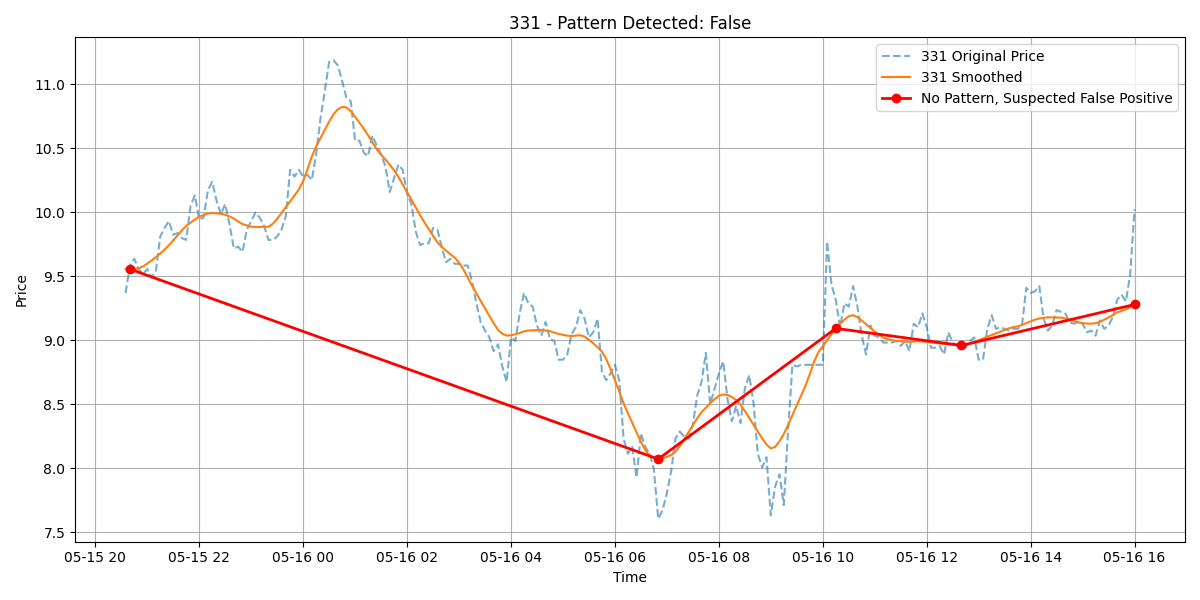 331 - Pattern Detected: False
331 Original Price
331 Smoothed
No Pattern, Suspected False Positive
Price
11.0
10.5
10.0
9.5
9.0
8.5
8.0
7.5
05-15 20 05-15 22 05-16 00 05-16 02 05-16 04 05-16 06 05-16 08 05-16 10 05-16 12 05-16 14 05-16 16
Time